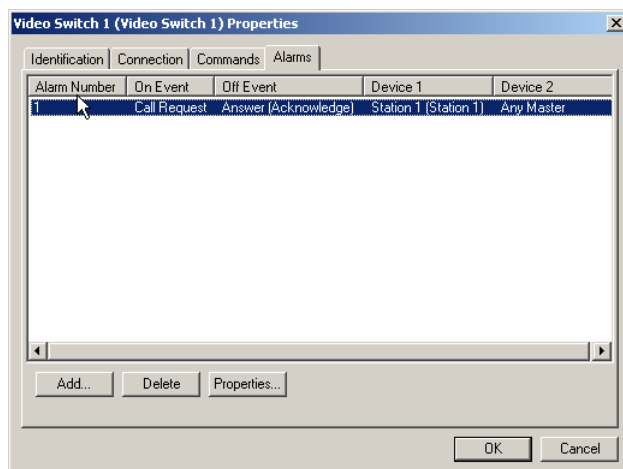 Video Switch 1 (Video Switch 1) Properties
Identification Connection Commands Alarms
Alarm Number On Event Off Event Device 1 Device 2
1 Call Request Answer (Acknowledge) Station 1 (Station 1) Any Master
Add... Delete Properties...
OK Cancel